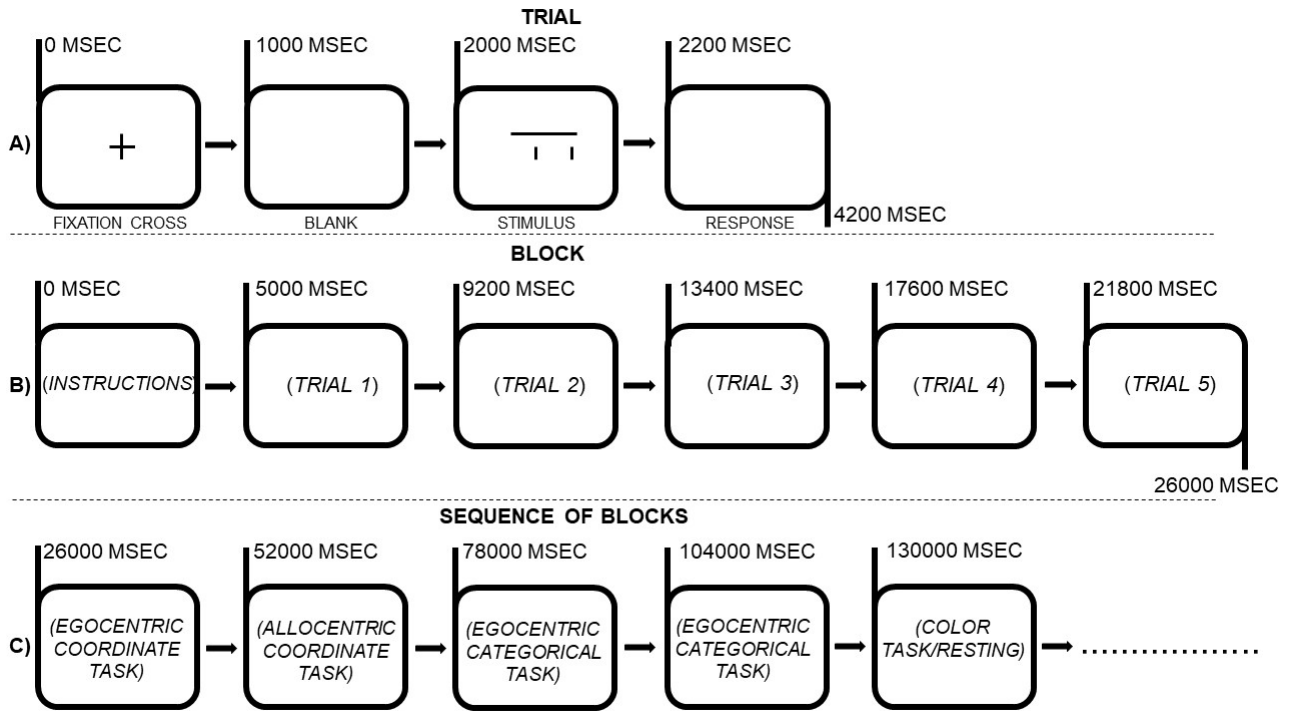 TRIAL
0 MSEC
1000 MSEC
2000 MSEC
2200 MSEC
A)
FIXATION CROSS
BLANK
STIMULUS
RESPONSE
4200 MSEC
BLOCK
0 MSEC
5000 MSEC
9200 MSEC
13400 MSEC
17600 MSEC
21800 MSEC
B)
(INSTRUCTIONS)
(TRIAL 1)
(TRIAL 2)
(TRIAL 3)
(TRIAL 4)
(TRIAL 5)
26000 MSEC
SEQUENCE OF BLOCKS
26000 MSEC
52000 MSEC
78000 MSEC
104000 MSEC
130000 MSEC
C)
(EGOCENTRIC
COORDINATE
TASK)
(ALLOCENTRIC
COORDINATE
TASK)
(EGOCENTRIC
CATEGORICAL
TASK)
(EGOCENTRIC
CATEGORICAL
TASK)
(COLOR
TASK/RESTING)